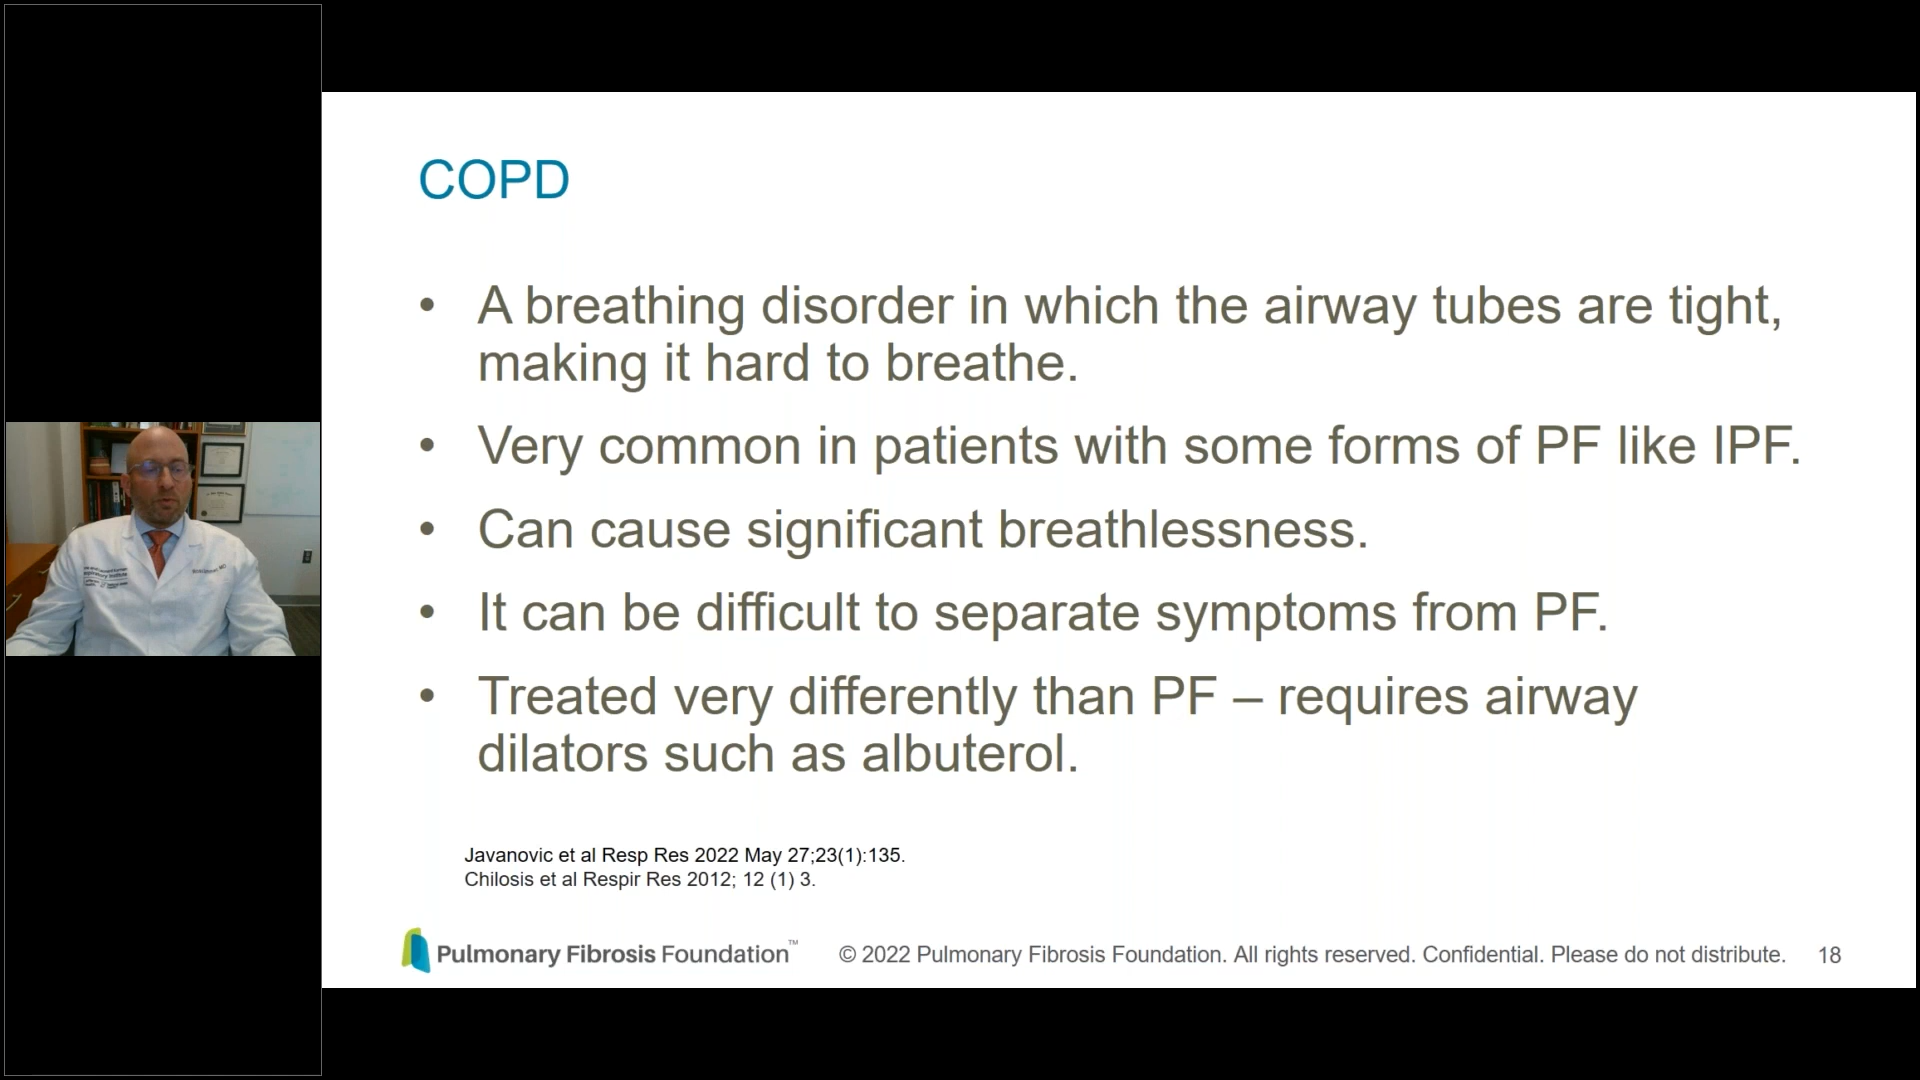 COPD
• A breathing disorder in which the airway tubes are tight,
making it hard to breathe.
• Very common in patients with some forms of PF like IPF.
• Can cause significant breathlessness.
• It can be difficult to separate symptoms from PF.
• Treated very differently than PF – requires airway
dilators such as albuterol.
Javanovic et al Resp Res 2022 May 27;23(1):135.
Chilosis et al Respir Res 2012; 12 (1) 3.
Pulmonary Fibrosis Foundation™ © 2022 Pulmonary Fibrosis Foundation. All rights reserved. Confidential. Please do not distribute. 18